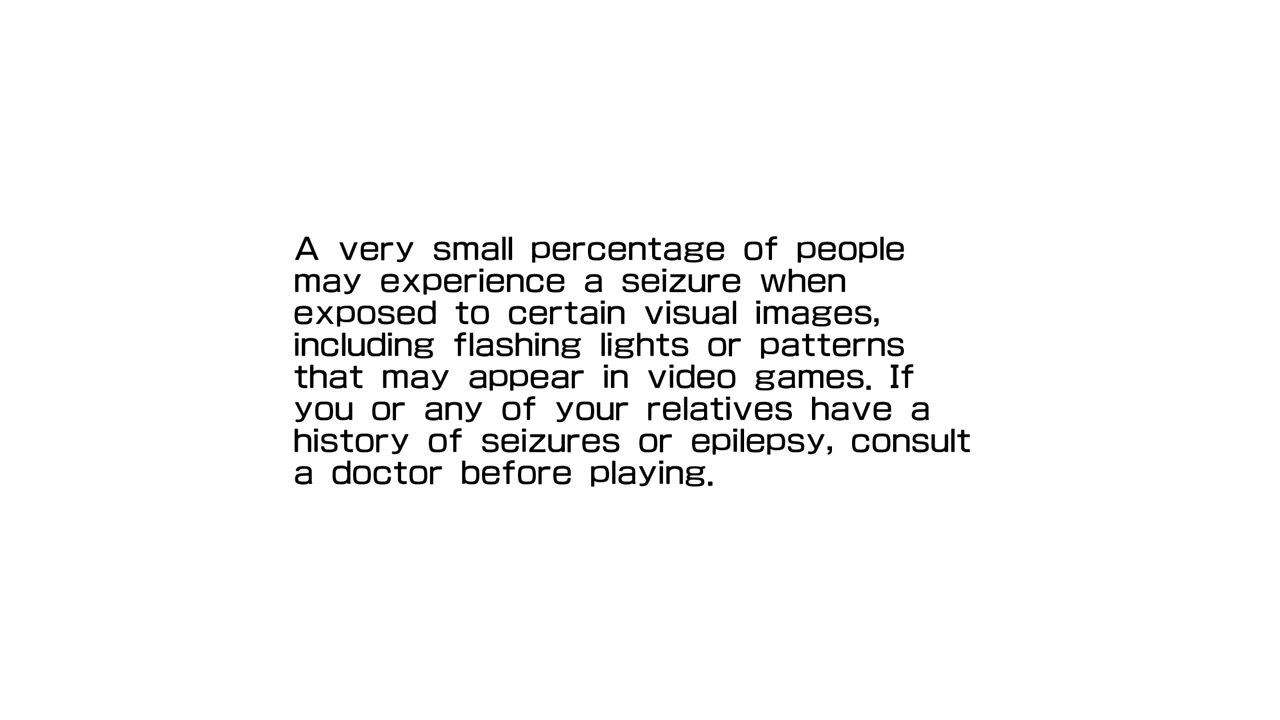 A very small percentage of people
may experience a seizure when
exposed to certain visual images,
including flashing lights or patterns
that may appear in video games. If
you or any of your relatives have a
history of seizures or epilepsy, consult
a doctor before playing.